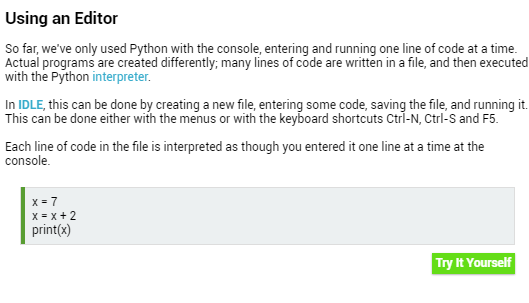 Using an Editor
So far, we've only used Python with the console, entering and running one line of code at a time.
Actual programs are created differently; many lines of code are written in a file, and then executed
with the Python interpreter.
In IDLE, this can be done by creating a new file, entering some code, saving the file, and running it.
This can be done either with the menus or with the keyboard shortcuts Ctrl-N, Ctrl-S and F5.
Each line of code in the file is interpreted as though you entered it one line at a time at the
console.
x = 7
x = x + 2
print(x)
Try It Yourself